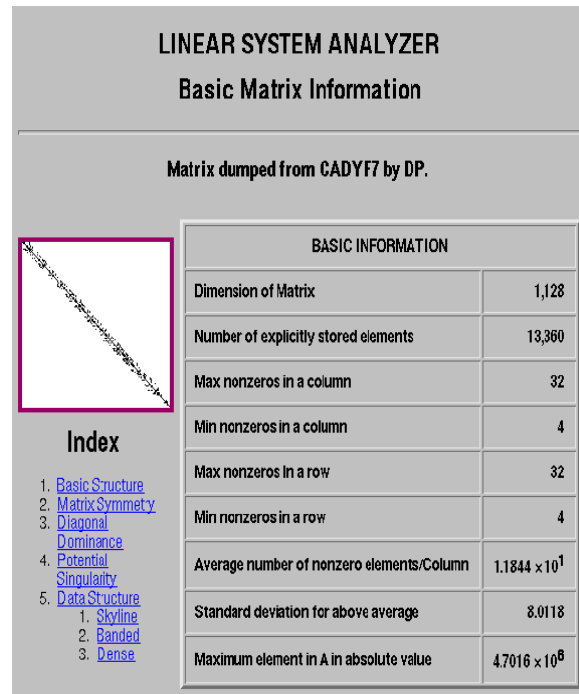 LINEAR SYSTEM ANALYZER
Basic Matrix Information
Matrix dumped from CADYF7 by DP.
BASIC INFORMATION
Dimension of Matrix 1,128
Number of explicitly stored elements 13,360
Max nonzeros in a column 32
Min nonzeros in a column 4
Max nonzeros in a row 32
Min nonzeros in a row 4
Average number of nonzero elements/Column 1.1844 ×10¹
Standard deviation for above average 8.0118
Maximum element in A in absolute value 4.7016 ×10⁶
Index
1. Basic Structure
2. Matrix Symmetry
3. Diagonal
Dominance
4. Potential
Singularity
5. Data Structure
1. Skyline
2. Banded
3. Dense